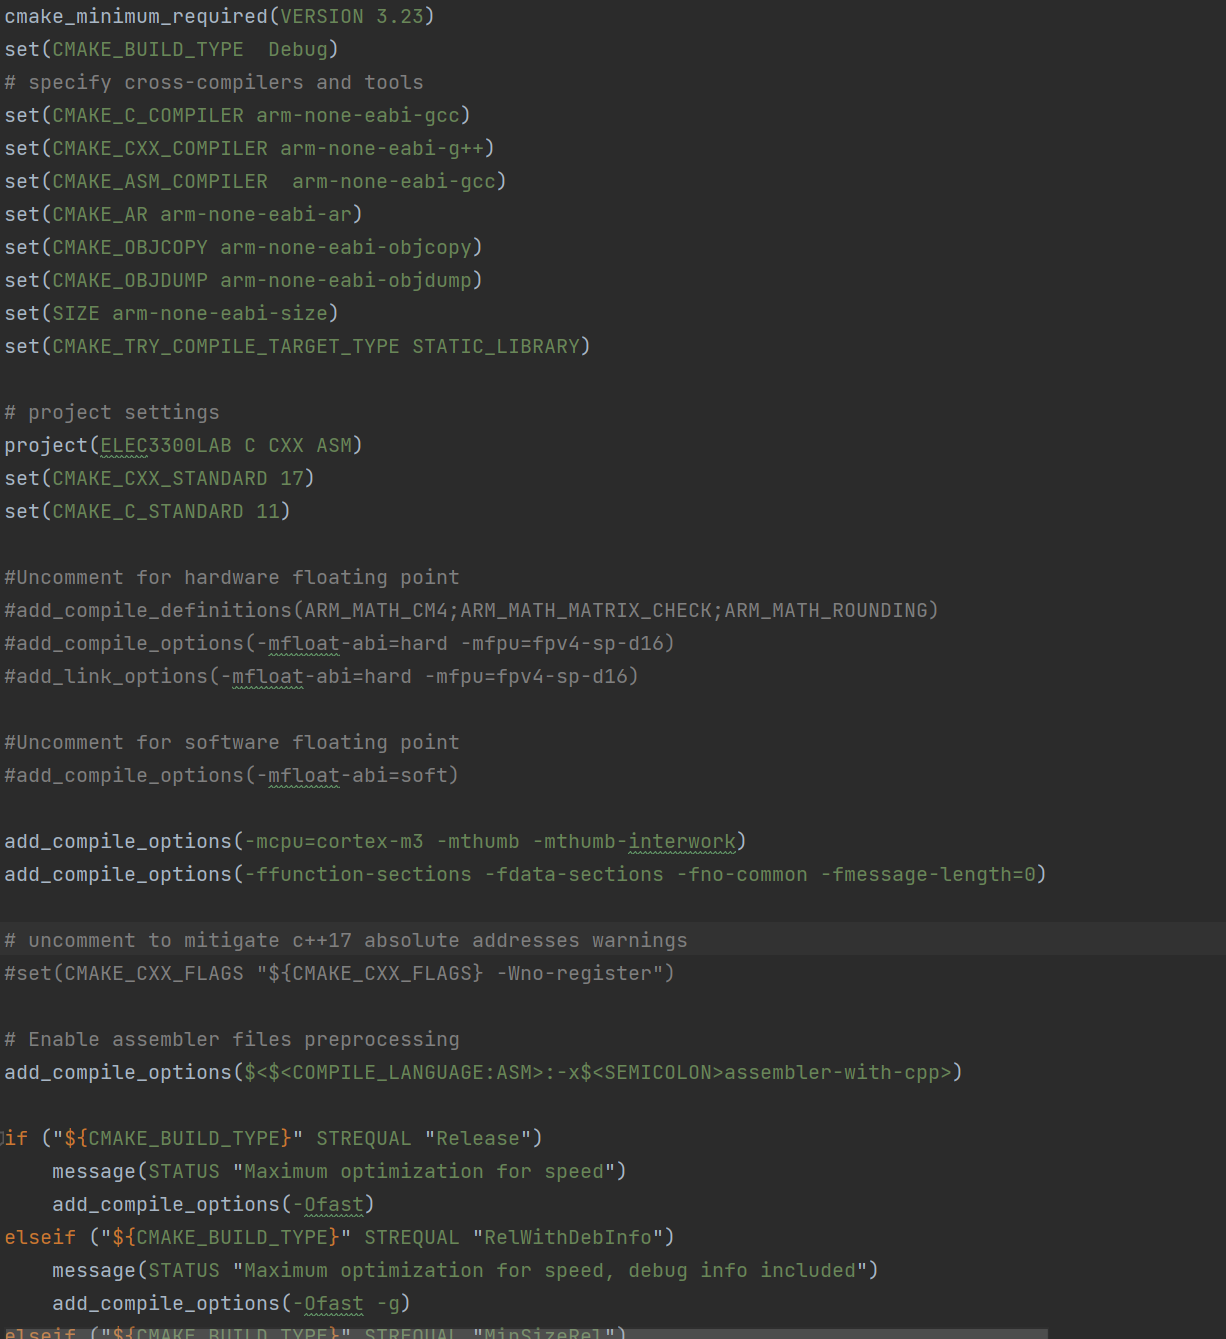 cmake_minimum_required(VERSION 3.23)
set(CMAKE_BUILD_TYPE  Debug)
# specify cross-compilers and tools
set(CMAKE_C_COMPILER arm-none-eabi-gcc)
set(CMAKE_CXX_COMPILER arm-none-eabi-g++)
set(CMAKE_ASM_COMPILER  arm-none-eabi-gcc)
set(CMAKE_AR arm-none-eabi-ar)
set(CMAKE_OBJCOPY arm-none-eabi-objcopy)
set(CMAKE_OBJDUMP arm-none-eabi-objdump)
set(SIZE arm-none-eabi-size)
set(CMAKE_TRY_COMPILE_TARGET_TYPE STATIC_LIBRARY)

# project settings
project(ELEC3300LAB C CXX ASM)
set(CMAKE_CXX_STANDARD 17)
set(CMAKE_C_STANDARD 11)

#Uncomment for hardware floating point
#add_compile_definitions(ARM_MATH_CM4;ARM_MATH_MATRIX_CHECK;ARM_MATH_ROUNDING)
#add_compile_options(-mfloat-abi=hard -mfpu=fpv4-sp-d16)
#add_link_options(-mfloat-abi=hard -mfpu=fpv4-sp-d16)

#Uncomment for software floating point
#add_compile_options(-mfloat-abi=soft)

add_compile_options(-mcpu=cortex-m3 -mthumb -mthumb-interwork)
add_compile_options(-ffunction-sections -fdata-sections -fno-common -fmessage-length=0)

# uncomment to mitigate c++17 absolute addresses warnings
#set(CMAKE_CXX_FLAGS "${CMAKE_CXX_FLAGS} -Wno-register")

# Enable assembler files preprocessing
add_compile_options($<$<COMPILE_LANGUAGE:ASM>:-x$<SEMICOLON>assembler-with-cpp>)

if ("${CMAKE_BUILD_TYPE}" STREQUAL "Release")
    message(STATUS "Maximum optimization for speed")
    add_compile_options(-Ofast)
elseif ("${CMAKE_BUILD_TYPE}" STREQUAL "RelWithDebInfo")
    message(STATUS "Maximum optimization for speed, debug info included")
    add_compile_options(-Ofast -g)
elseif ("${CMAKE_BUILD_TYPE}" STREQUAL "MinSizeRel")